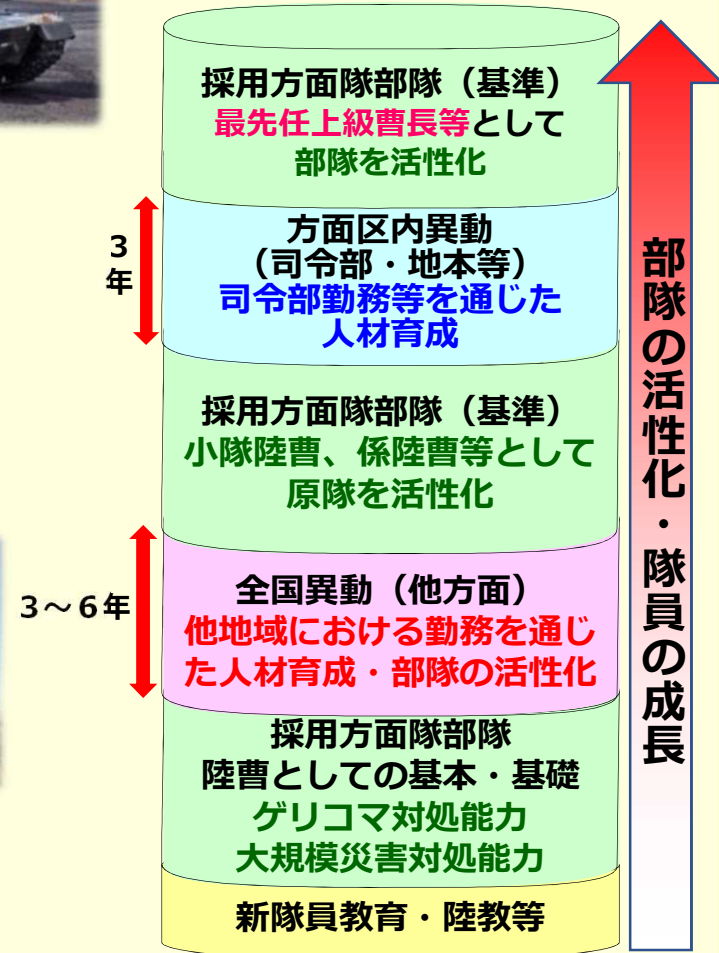 採用方面隊部隊（基準）
最先任上級曹長等として
部隊を活性化
3
年
方面区内異動
（司令部・地本等）
司令部勤務等を通じた
人材育成
採用方面隊部隊（基準）
小隊陸曹、係陸曹等として
原隊を活性化
3～6年
全国異動（他方面）
他地域における勤務を通じ
た人材育成・部隊の活性化
採用方面隊部隊
陸曹としての基本・基礎
ゲリコマ対処能力
大規模災害対処能力
新隊員教育・陸教等
部隊の活性化・隊員の成長